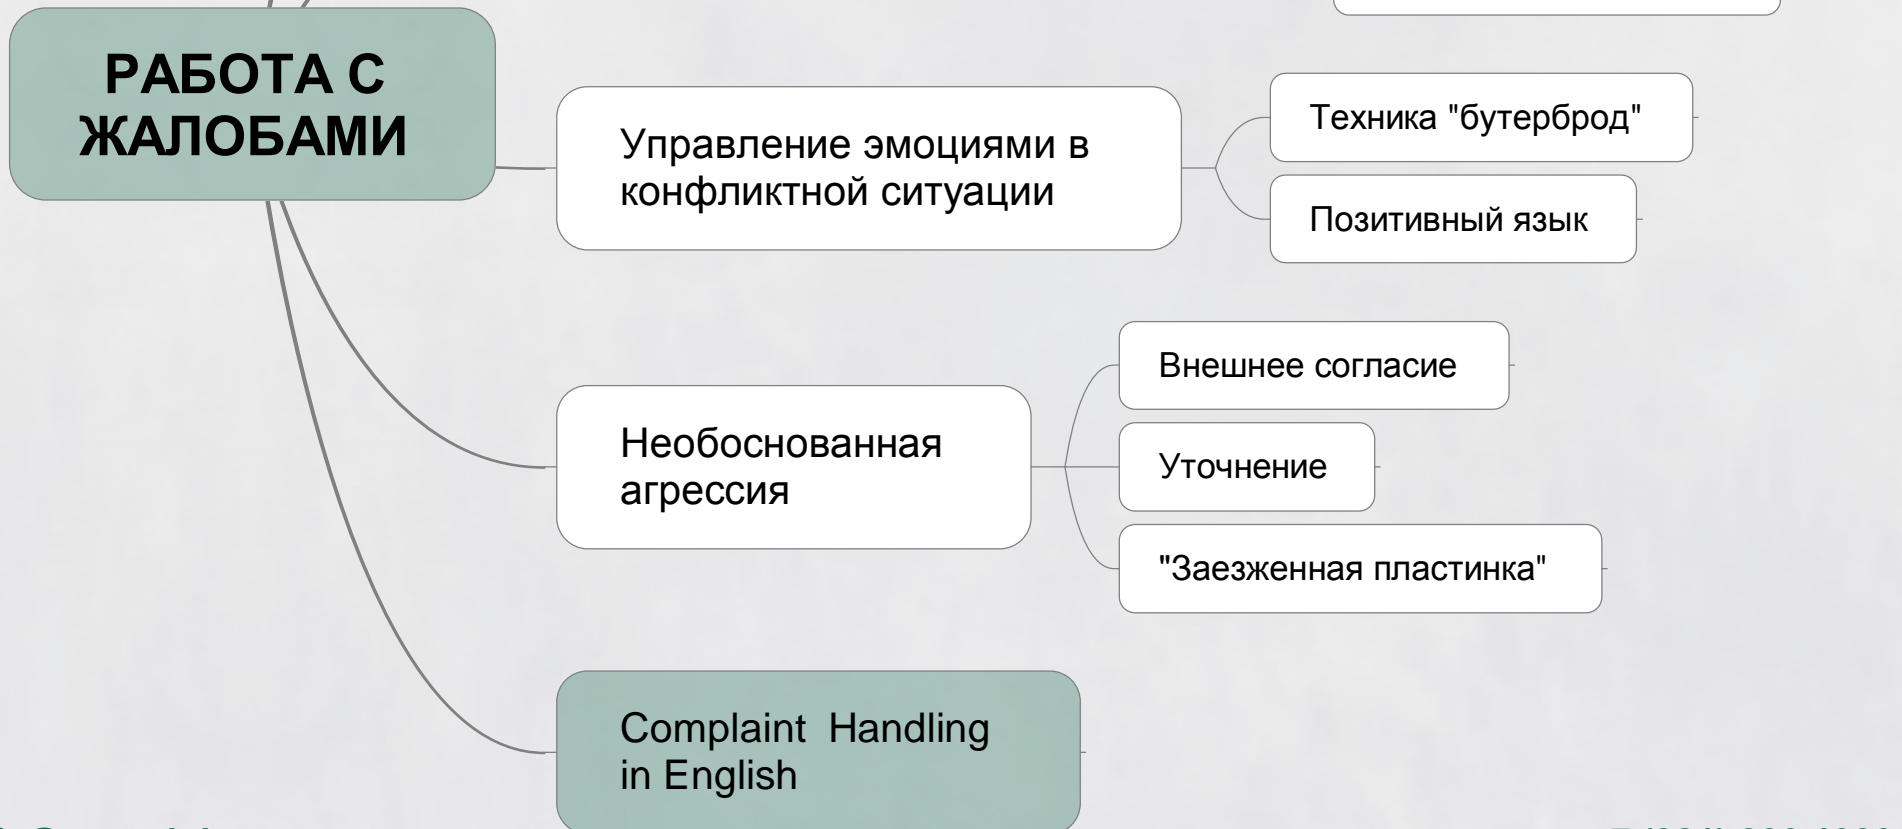 РАБОТА С
ЖАЛОБАМИ
Управление эмоциями в
конфликтной ситуации
Техника "бутерброд"
Позитивный язык
Необоснованная
агрессия
Внешнее согласие
Уточнение
"Заезженная пластинка"
Complaint Handling
in English